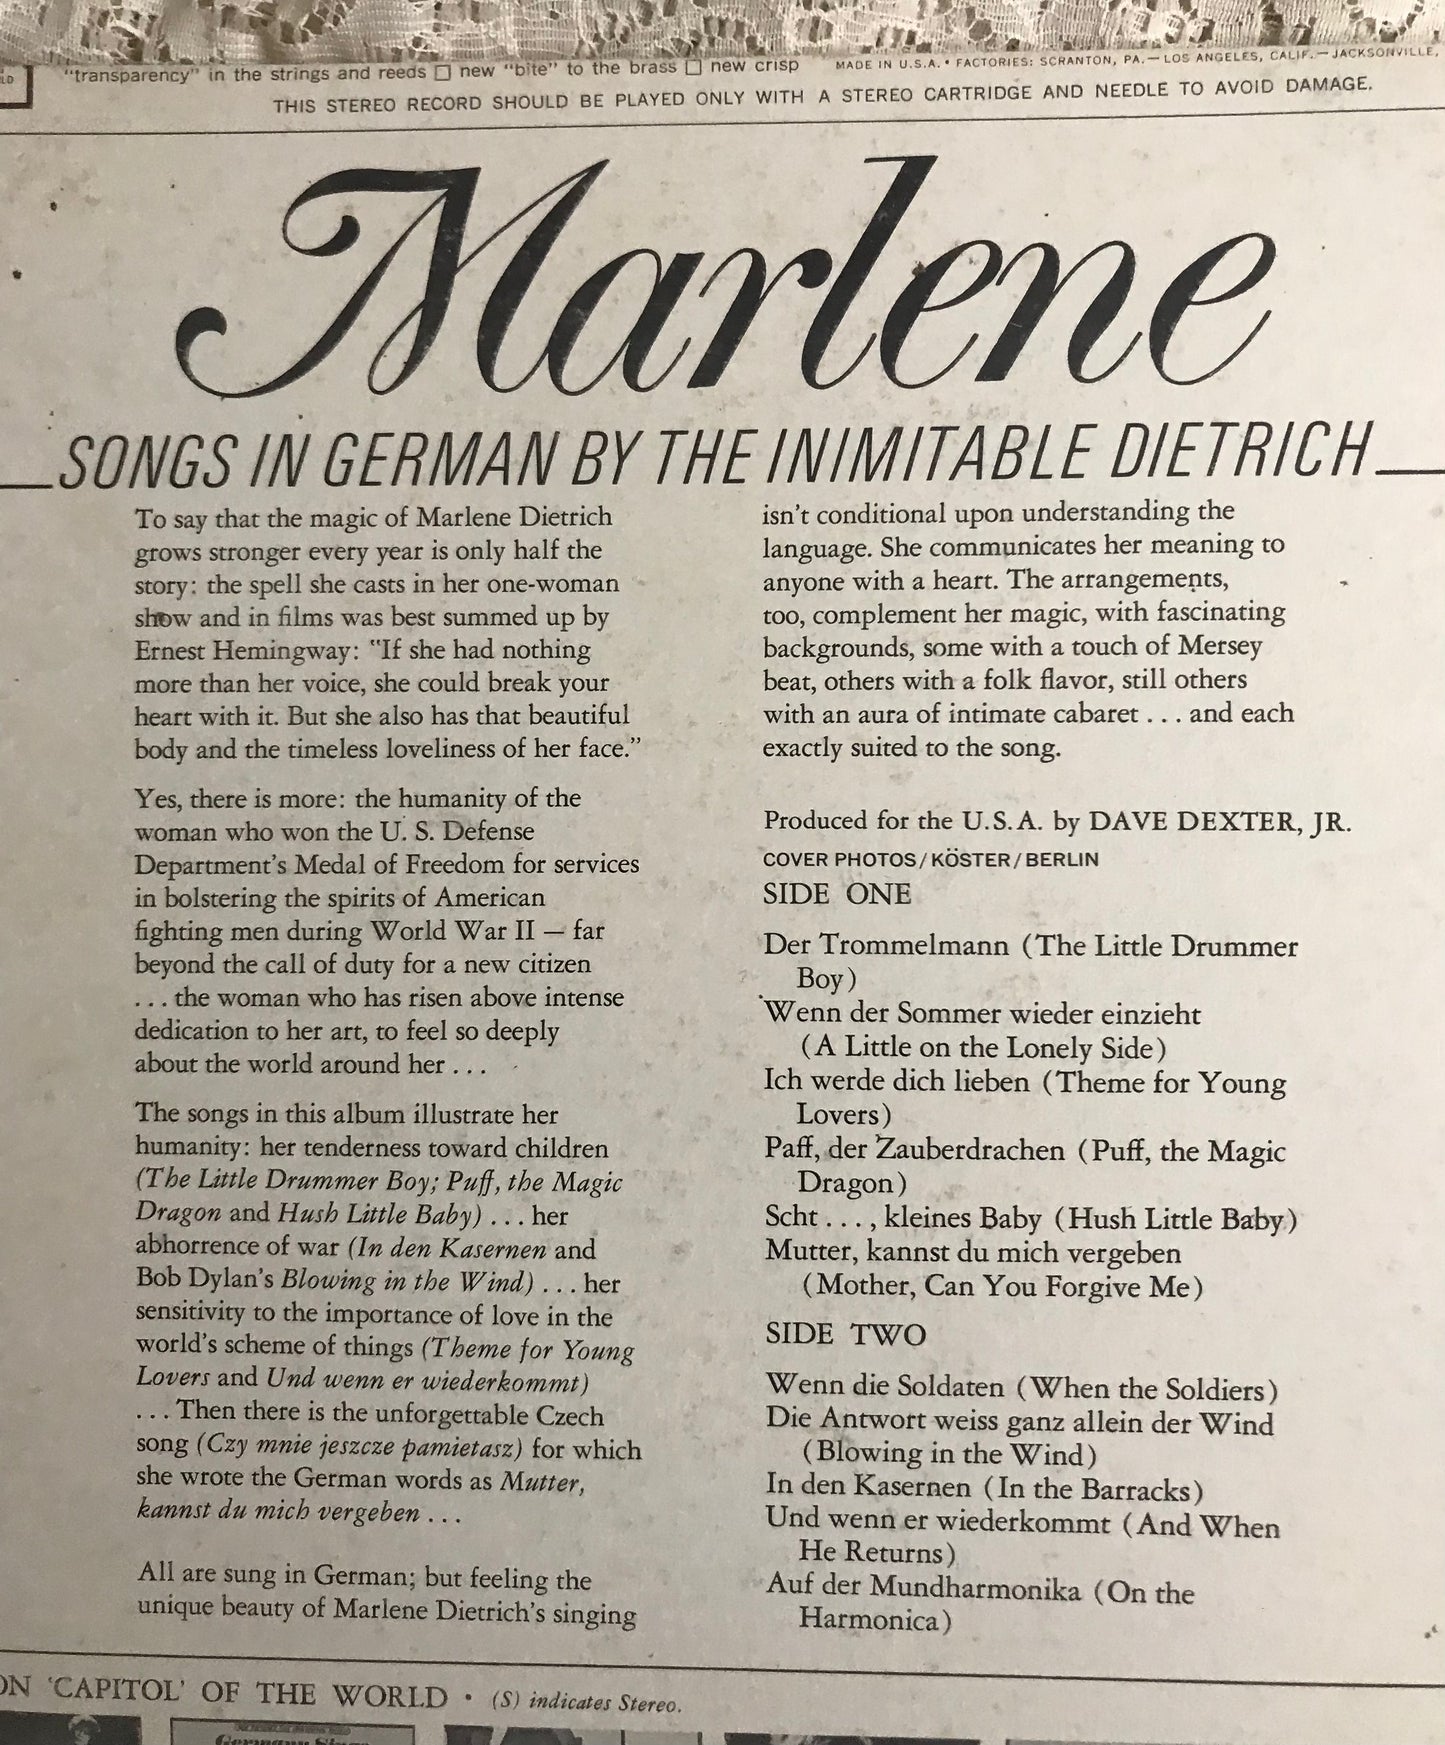 "transparency" in the strings and reeds □ new "bite" to the brass □ new crisp
MADE IN U.S.A. • FACTORIES: SCRANTON, PA.—LOS ANGELES, CALIF.—JACKSONVILLE,
THIS STEREO RECORD SHOULD BE PLAYED ONLY WITH A STEREO CARTRIDGE AND NEEDLE TO AVOID DAMAGE.
Marlene
SONGS IN GERMAN BY THE INIMITABLE DIETRICH
To say that the magic of Marlene Dietrich
grows stronger every year is only half the
story: the spell she casts in her one-woman
show and in films was best summed up by
Ernest Hemingway: "If she had nothing
more than her voice, she could break your
heart with it. But she also has that beautiful
body and the timeless loveliness of her face."
Yes, there is more: the humanity of the
woman who won the U. S. Defense
Department's Medal of Freedom for services
in bolstering the spirits of American
fighting men during World War II — far
beyond the call of duty for a new citizen
. . . the woman who has risen above intense
dedication to her art, to feel so deeply
about the world around her . . .
The songs in this album illustrate her
humanity: her tenderness toward children
(The Little Drummer Boy; Puff, the Magic
Dragon and Hush Little Baby) . . . her
abhorrence of war (In den Kasernen and
Bob Dylan's Blowing in the Wind) . . . her
sensitivity to the importance of love in the
world's scheme of things (Theme for Young
Lovers and Und wenn er wiederkommt)
. . . Then there is the unforgettable Czech
song (Czy mnie jeszcze pamietasz) for which
she wrote the German words as Mutter,
kannst du mich vergeben . . .
All are sung in German; but feeling the
unique beauty of Marlene Dietrich's singing
isn't conditional upon understanding the
language. She communicates her meaning to
anyone with a heart. The arrangements,
too, complement her magic, with fascinating
backgrounds, some with a touch of Mersey
beat, others with a folk flavor, still others
with an aura of intimate cabaret . . . and each
exactly suited to the song.
Produced for the U.S.A. by DAVE DEXTER, JR.
COVER PHOTOS/KÖSTER/BERLIN
SIDE ONE
Der Trommelmann (The Little Drummer
Boy)
Wenn der Sommer wieder einzieht
(A Little on the Lonely Side)
Ich werde dich lieben (Theme for Young
Lovers)
Paff, der Zauberdrachen (Puff, the Magic
Dragon)
Scht . . . , kleines Baby (Hush Little Baby)
Mutter, kannst du mich vergeben
(Mother, Can You Forgive Me)
SIDE TWO
Wenn die Soldaten (When the Soldiers)
Die Antwort weiss ganz allein der Wind
(Blowing in the Wind)
In den Kasernen (In the Barracks)
Und wenn er wiederkommt (And When
He Returns)
Auf der Mundharmonika (On the
Harmonica)
ON 'CAPITOL' OF THE WORLD • (S) indicates Stereo.